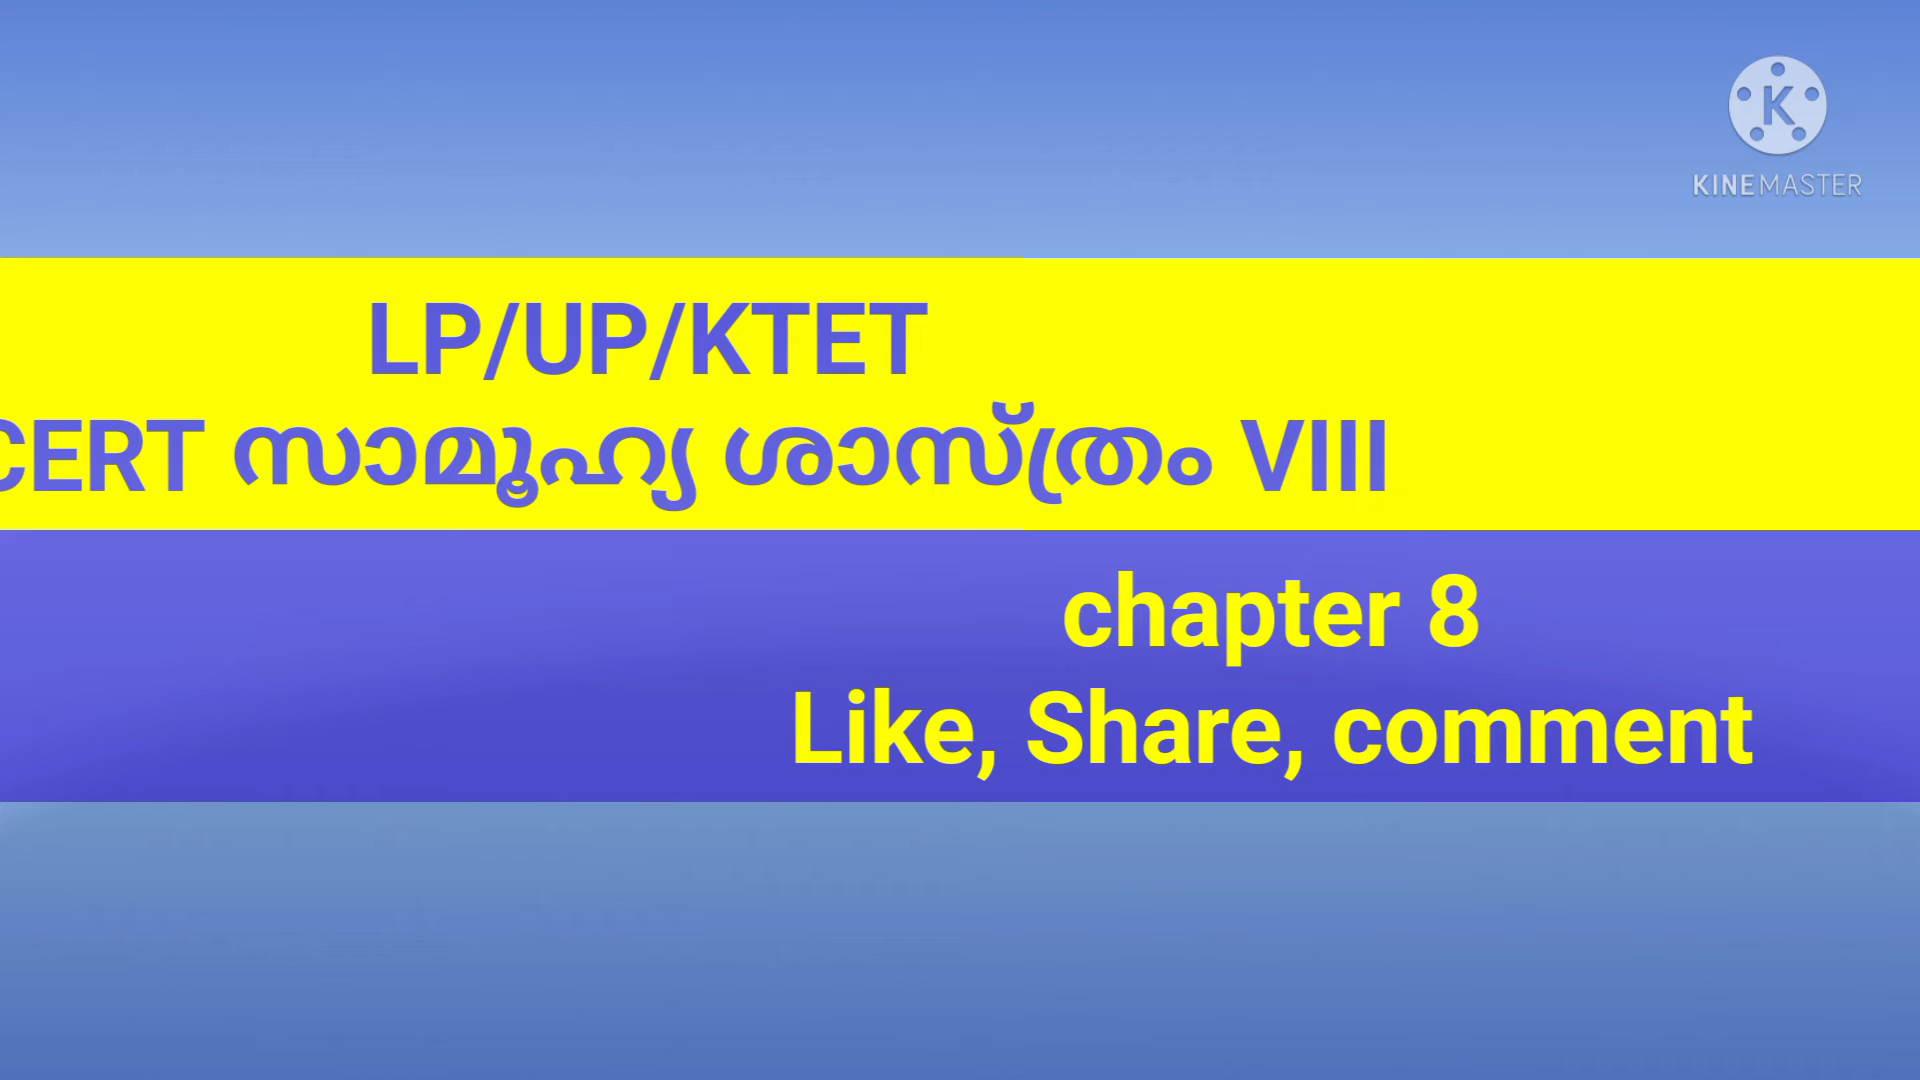 KINEMASTER
LP/UP/KTET
CERT സാമൂഹ്യ ശാസ്ത്രം VIII
chapter 8
Like, Share, comment